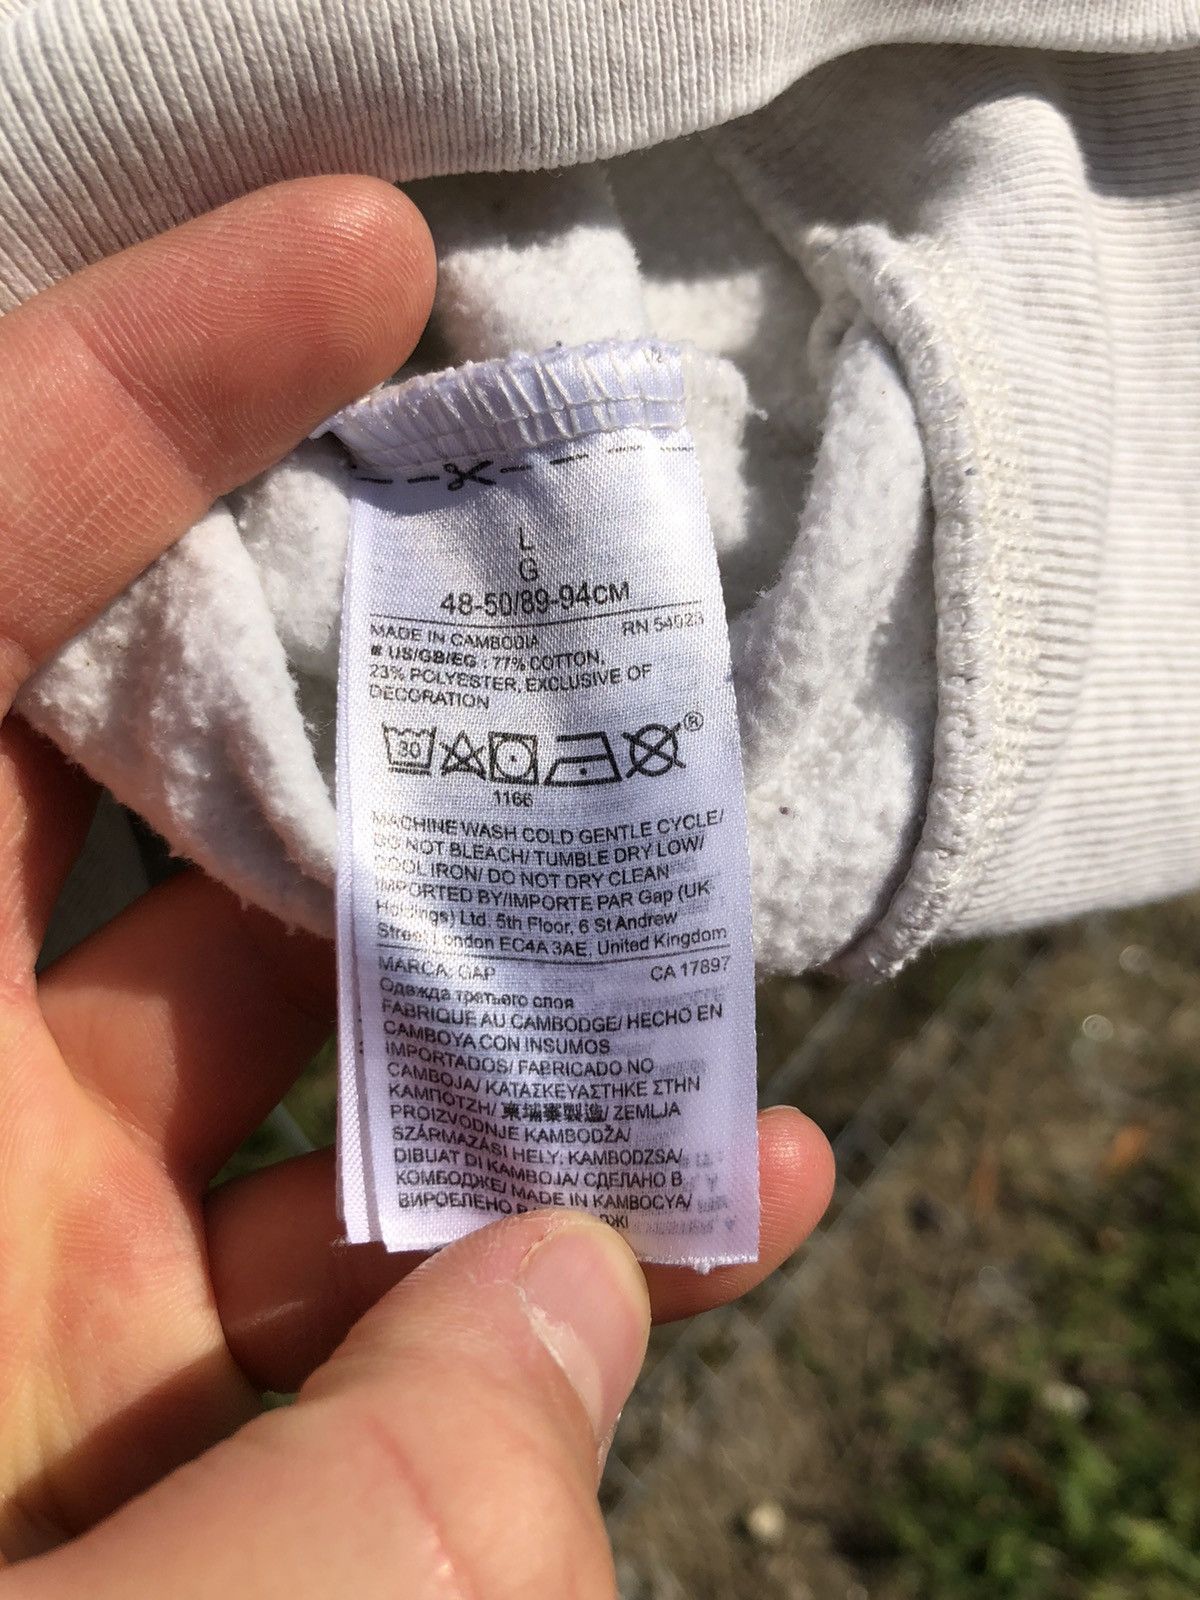 L
G
48-50/89-94CM
MADE IN CAMBODIA RN 54023
# US/GB/EG : 77% COTTON,
23% POLYESTER, EXCLUSIVE OF
DECORATION
30
®
1166
MACHINE WASH COLD GENTLE CYCLE/
DO NOT BLEACH/ TUMBLE DRY LOW/
COOL IRON/ DO NOT DRY CLEAN
IMPORTED BY/IMPORTE PAR Gap (UK
Holdings) Ltd. 5th Floor, 6 St Andrew
Street London EC4A 3AE, United Kingdom
MARCA: GAP CA 17897
Одежда третьего слоя
FABRIQUE AU CAMBODGE/ HECHO EN
CAMBOYA CON INSUMOS
IMPORTADOS/ FABRICADO NO
CAMBOJA/ ΚΑΤΑΣΚΕΥΑΣΤΗΚΕ ΣΤΗΝ
ΚΑΜΠΟΤΖΗ/ 柬埔寨製造/ ZEMLJA
PROIZVODNJE KAMBODŽA/
SZÁRMAZÁSI HELY: KAMBODZSA/
DIBUAT DI KAMBOJA/ СДЕЛАНО В
КОМБОДЖЕ/ MADE IN KAMBOÇYA/
ВИРОБЛЕНО